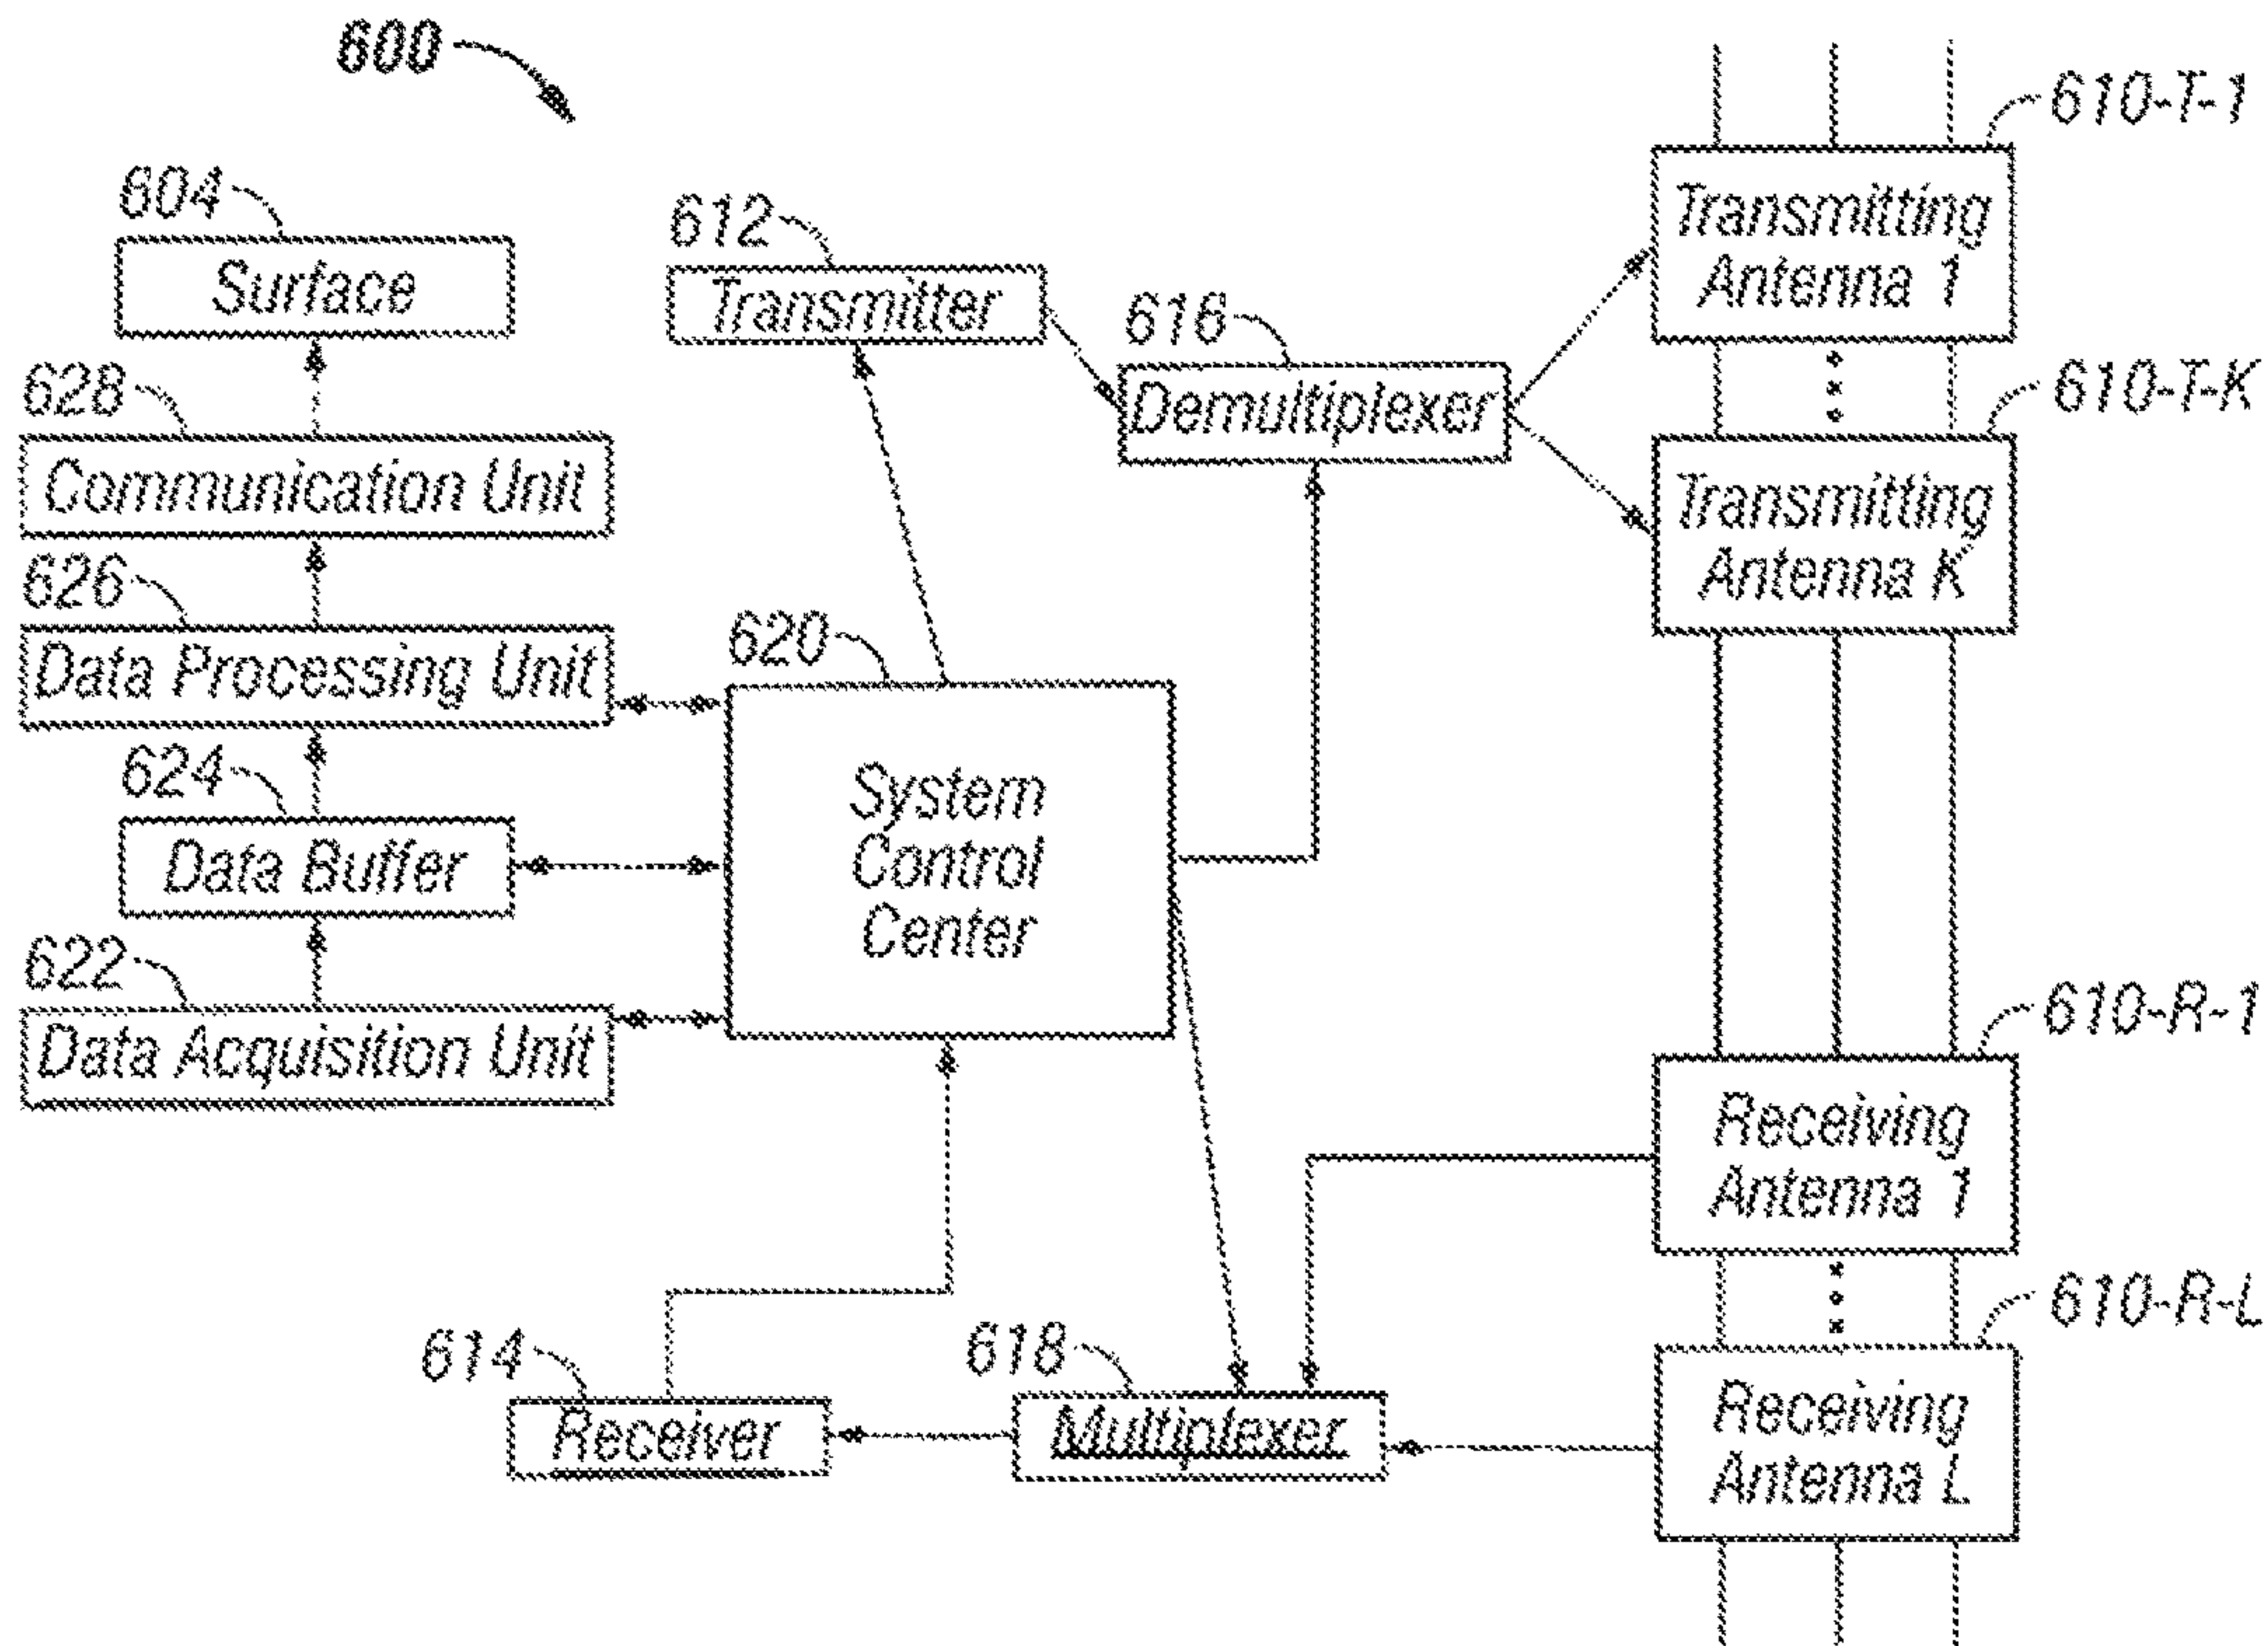 600
610-T-1
604
612
Transmitting
Antenna 1
Surface
Transmitter
616
628
610-T-K
Demultiplexer
Communication Unit
Transmitting
Antenna K
626
620
Data Processing Unit
624
System
Control
Center
Data Buffer
622
610-R-1
Data Acquisition Unit
Receiving
Antenna 1
610-R-L
614
618
Receiver
Multiplexer
Receiving
Antenna L